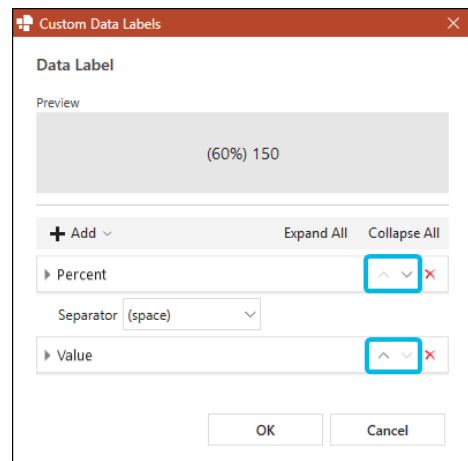 Custom Data Labels
Data Label
Preview
(60%) 150
Add Expand All Collapse All
Percent
Separator (space)
Value
OK Cancel